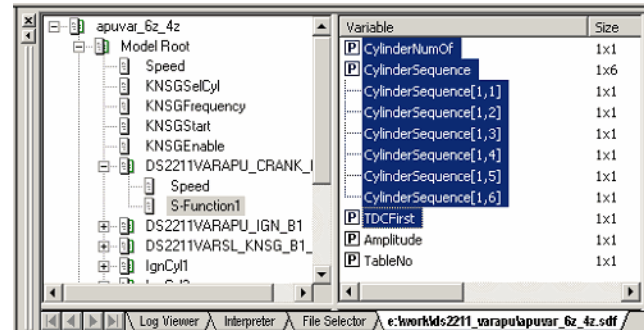 apuvar_6z_4z
Model Root
Speed
KNSGSelCyl
KNSGFrequency
KNSGStart
KNSGEnable
DS2211VARAPU_CRANK_
Speed
S-Function1
DS2211VARAPU_IGN_B1
DS2211VARSL_KNSG_B1_
IgnCyl1
Variable Size
P CylinderNumOf 1x1
P CylinderSequence 1x6
CylinderSequence[1,1] 1x1
CylinderSequence[1,2] 1x1
CylinderSequence[1,3] 1x1
CylinderSequence[1,4] 1x1
CylinderSequence[1,5] 1x1
CylinderSequence[1,6] 1x1
P TDCFirst 1x1
P Amplitude 1x1
P TableNo 1x1
Log Viewer Interpreter File Selector e:\work\ds2211_varapu\apuvar_6z_4z.sdf